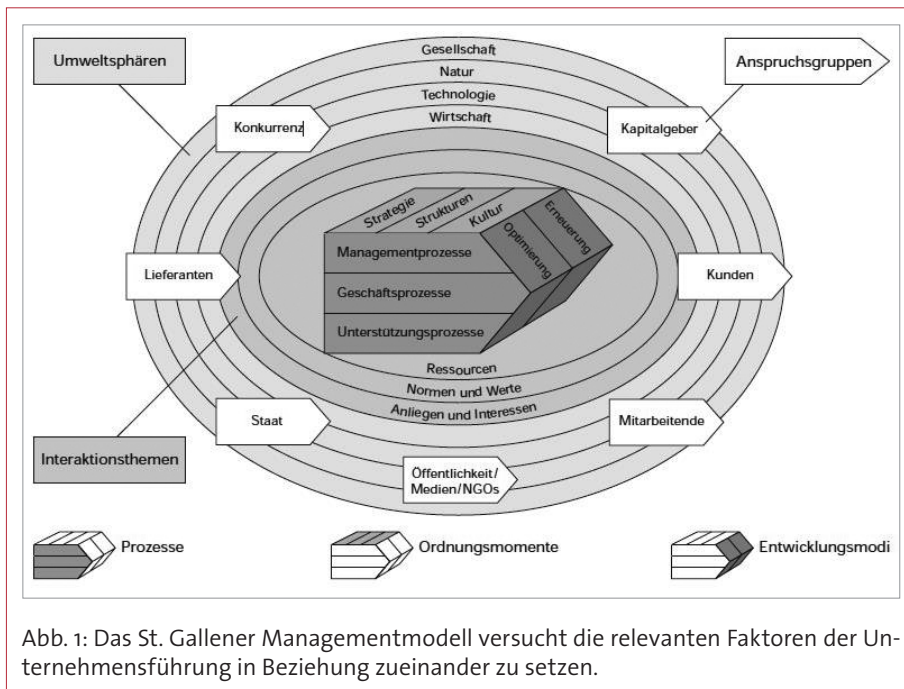 Umweltsphären
Gesellschaft
Anspruchsgruppen
Natur
Technologie
Wirtschaft
Konkurrenz
Kapitalgeber
Strategie
Strukturen
Kultur
Optimierung
Erneuerung
Managementprozesse
Lieferanten
Geschäftsprozesse
Kunden
Unterstützungsprozesse
Ressourcen
Normen und Werte
Anliegen und Interessen
Staat
Mitarbeitende
Interaktionsthemen
Öffentlichkeit/
Medien/NGOs
Prozesse
Ordnungsmomente
Entwicklungsmodi
Abb. 1: Das St. Gallener Managementmodell versucht die relevanten Faktoren der Un-
ternehmensführung in Beziehung zueinander zu setzen.